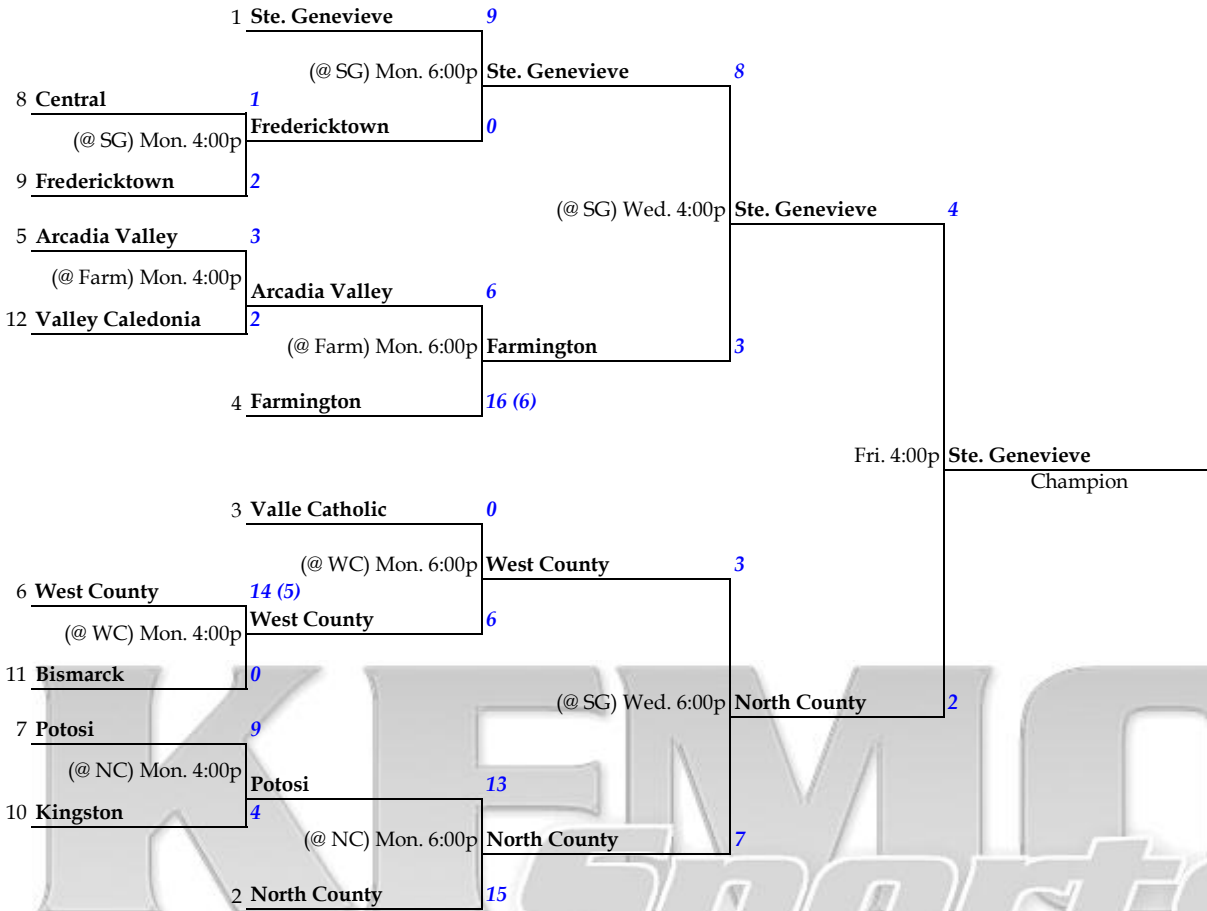 1 Ste. Genevieve 9
(@ SG) Mon. 6:00p Ste. Genevieve 8
8 Central 1
Fredericktown 0
(@ SG) Mon. 4:00p
9 Fredericktown 2
(@ SG) Wed. 4:00p Ste. Genevieve 4
5 Arcadia Valley 3
(@ Farm) Mon. 4:00p
Arcadia Valley 6
12 Valley Caledonia 2
(@ Farm) Mon. 6:00p Farmington 3
4 Farmington 16 (6)
Fri. 4:00p Ste. Genevieve
Champion
3 Valle Catholic 0
(@ WC) Mon. 6:00p West County 3
6 West County 14 (5)
West County 6
(@ WC) Mon. 4:00p
11 Bismarck 0
(@ SG) Wed. 6:00p North County 2
7 Potosi 9
(@ NC) Mon. 4:00p
Potosi 13
10 Kingston 4
(@ NC) Mon. 6:00p North County 7
2 North County 15
KFMO
Sports